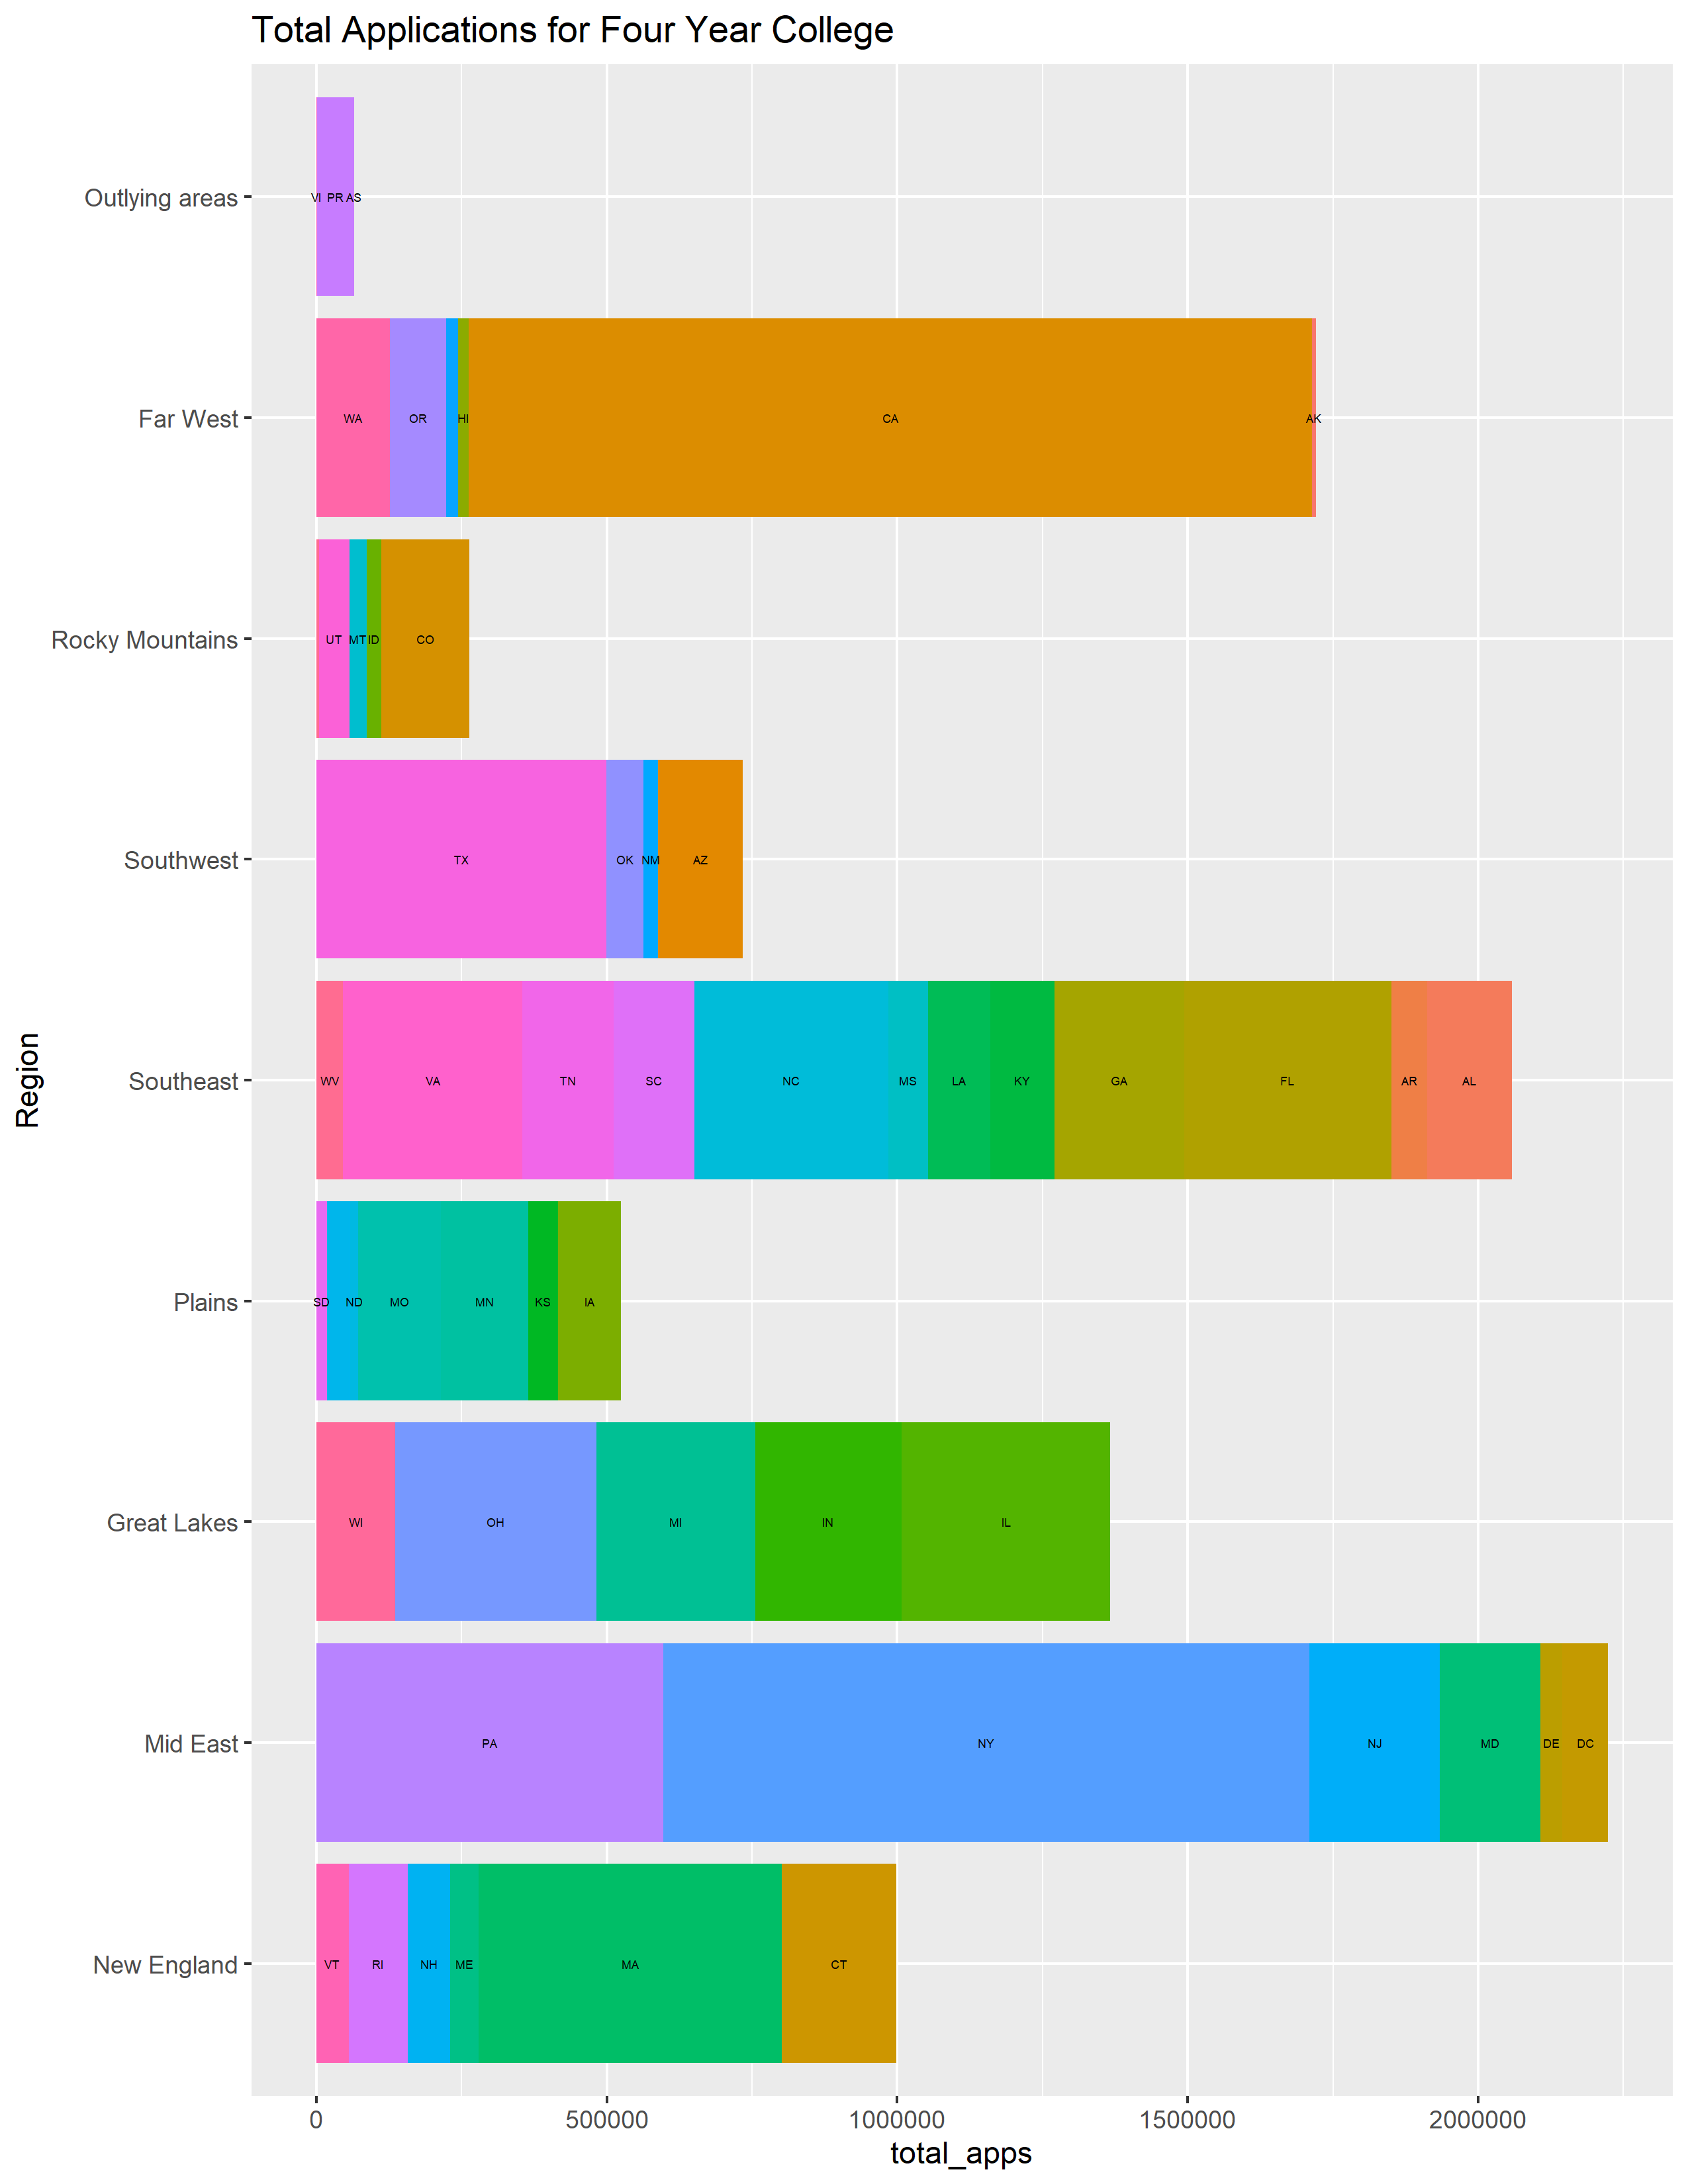 Total Applications for Four Year College
Outlying areas
VI PR AS
Far West
WA OR HI CA AK
Rocky Mountains
UT MT ID CO
Southwest
TX OK NM AZ
Southeast
WV VA TN SC NC MS LA KY GA FL AR AL
Plains
SD ND MO MN KS IA
Great Lakes
WI OH MI IN IL
Mid East
PA NY NJ MD DE DC
New England
VT RI NH ME MA CT
Region
0 500000 1000000 1500000 2000000
total_apps